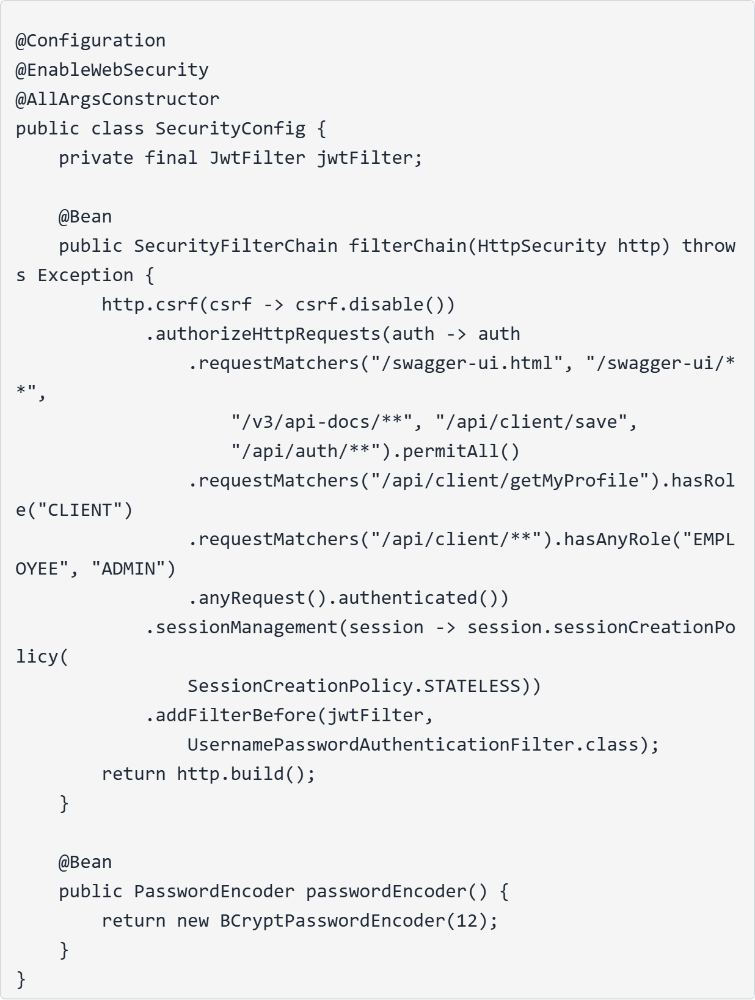 @Configuration
@EnableWebSecurity
@AllArgsConstructor
public class SecurityConfig {
    private final JwtFilter jwtFilter;

    @Bean
    public SecurityFilterChain filterChain(HttpSecurity http) throw
s Exception {
        http.csrf(csrf -> csrf.disable())
            .authorizeHttpRequests(auth -> auth
                .requestMatchers("/swagger-ui.html", "/swagger-ui/*
*",
                    "/v3/api-docs/**", "/api/client/save",
                    "/api/auth/**").permitAll()
                .requestMatchers("/api/client/getMyProfile").hasRol
e("CLIENT")
                .requestMatchers("/api/client/**").hasAnyRole("EMPL
OYEE", "ADMIN")
                .anyRequest().authenticated())
            .sessionManagement(session -> session.sessionCreationPo
licy(
                SessionCreationPolicy.STATELESS))
            .addFilterBefore(jwtFilter,
                UsernamePasswordAuthenticationFilter.class);
        return http.build();
    }

    @Bean
    public PasswordEncoder passwordEncoder() {
        return new BCryptPasswordEncoder(12);
    }
}